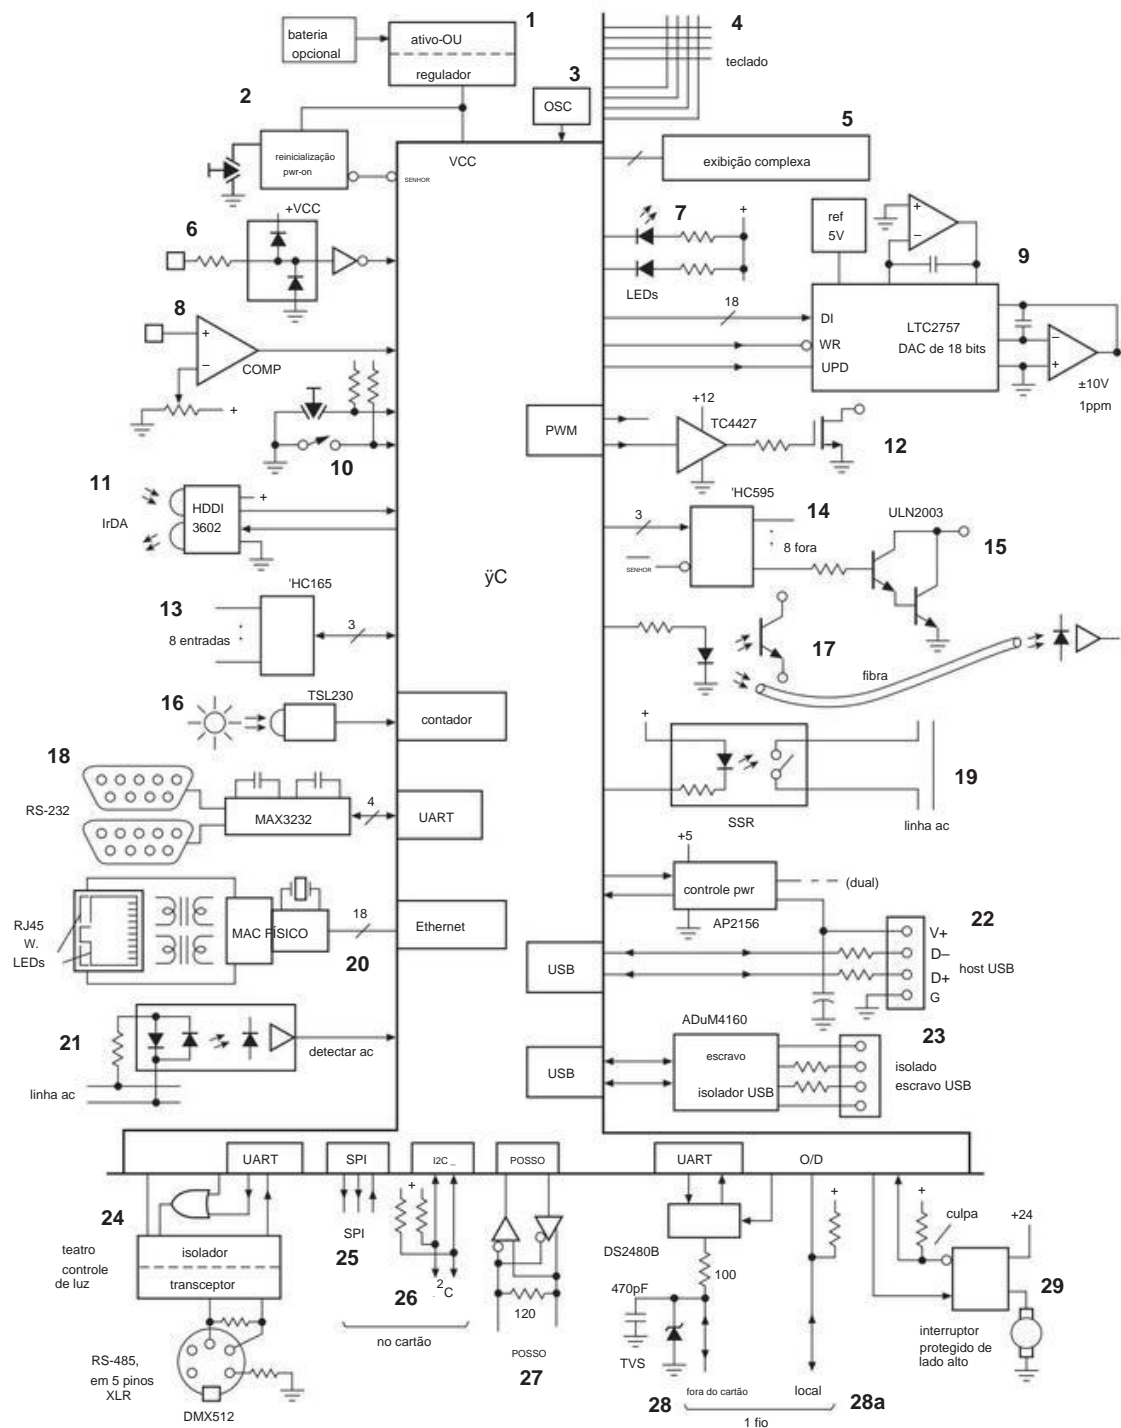 1
bateria
opcional
ativo-OU
regulador
4
teclado
3
OSC
2
reinicialização
pwr-on
SENHOR
VCC
5
exibição complexa
6
+VCC
7
+
LEDs
ref
5V
+
−
9
18
DI
WR
UPD
LTC2757
DAC de 18 bits
−
+
±10V
1ppm
8
+
−
COMP
+
10
PWM
+12
TC4427
12
11
IrDA
HDDI
3602
+
'HC595
3
SENHOR
14
8 fora
ULN2003
15
ÿC
13
'HC165
8 entradas
3
17
fibra
16
TSL230
contador
18
RS-232
MAX3232
4
UART
+
SSR
19
linha ac
RJ45
W.
LEDs
MAC FÍSICO
18
20
Ethernet
+5
controle pwr
AP2156
(dual)
USB
22
V+
D−
D+
G
host USB
21
linha ac
detectar ac
USB
ADuM4160
escravo
isolador USB
23
isolado
escravo USB
UART
SPI
I2C _
POSSO
UART
O/D
24
teatro
controle
de luz
isolador
transceptor
SPI
25
+
2
C
26
no cartão
120
POSSO
27
DS2480B
100
470pF
TVS
28
fora do cartão
local
28a
1 fio
+
+
culpa
+24
29
interruptor
protegido de
lado alto
RS-485,
em 5 pinos
XLR
DMX512